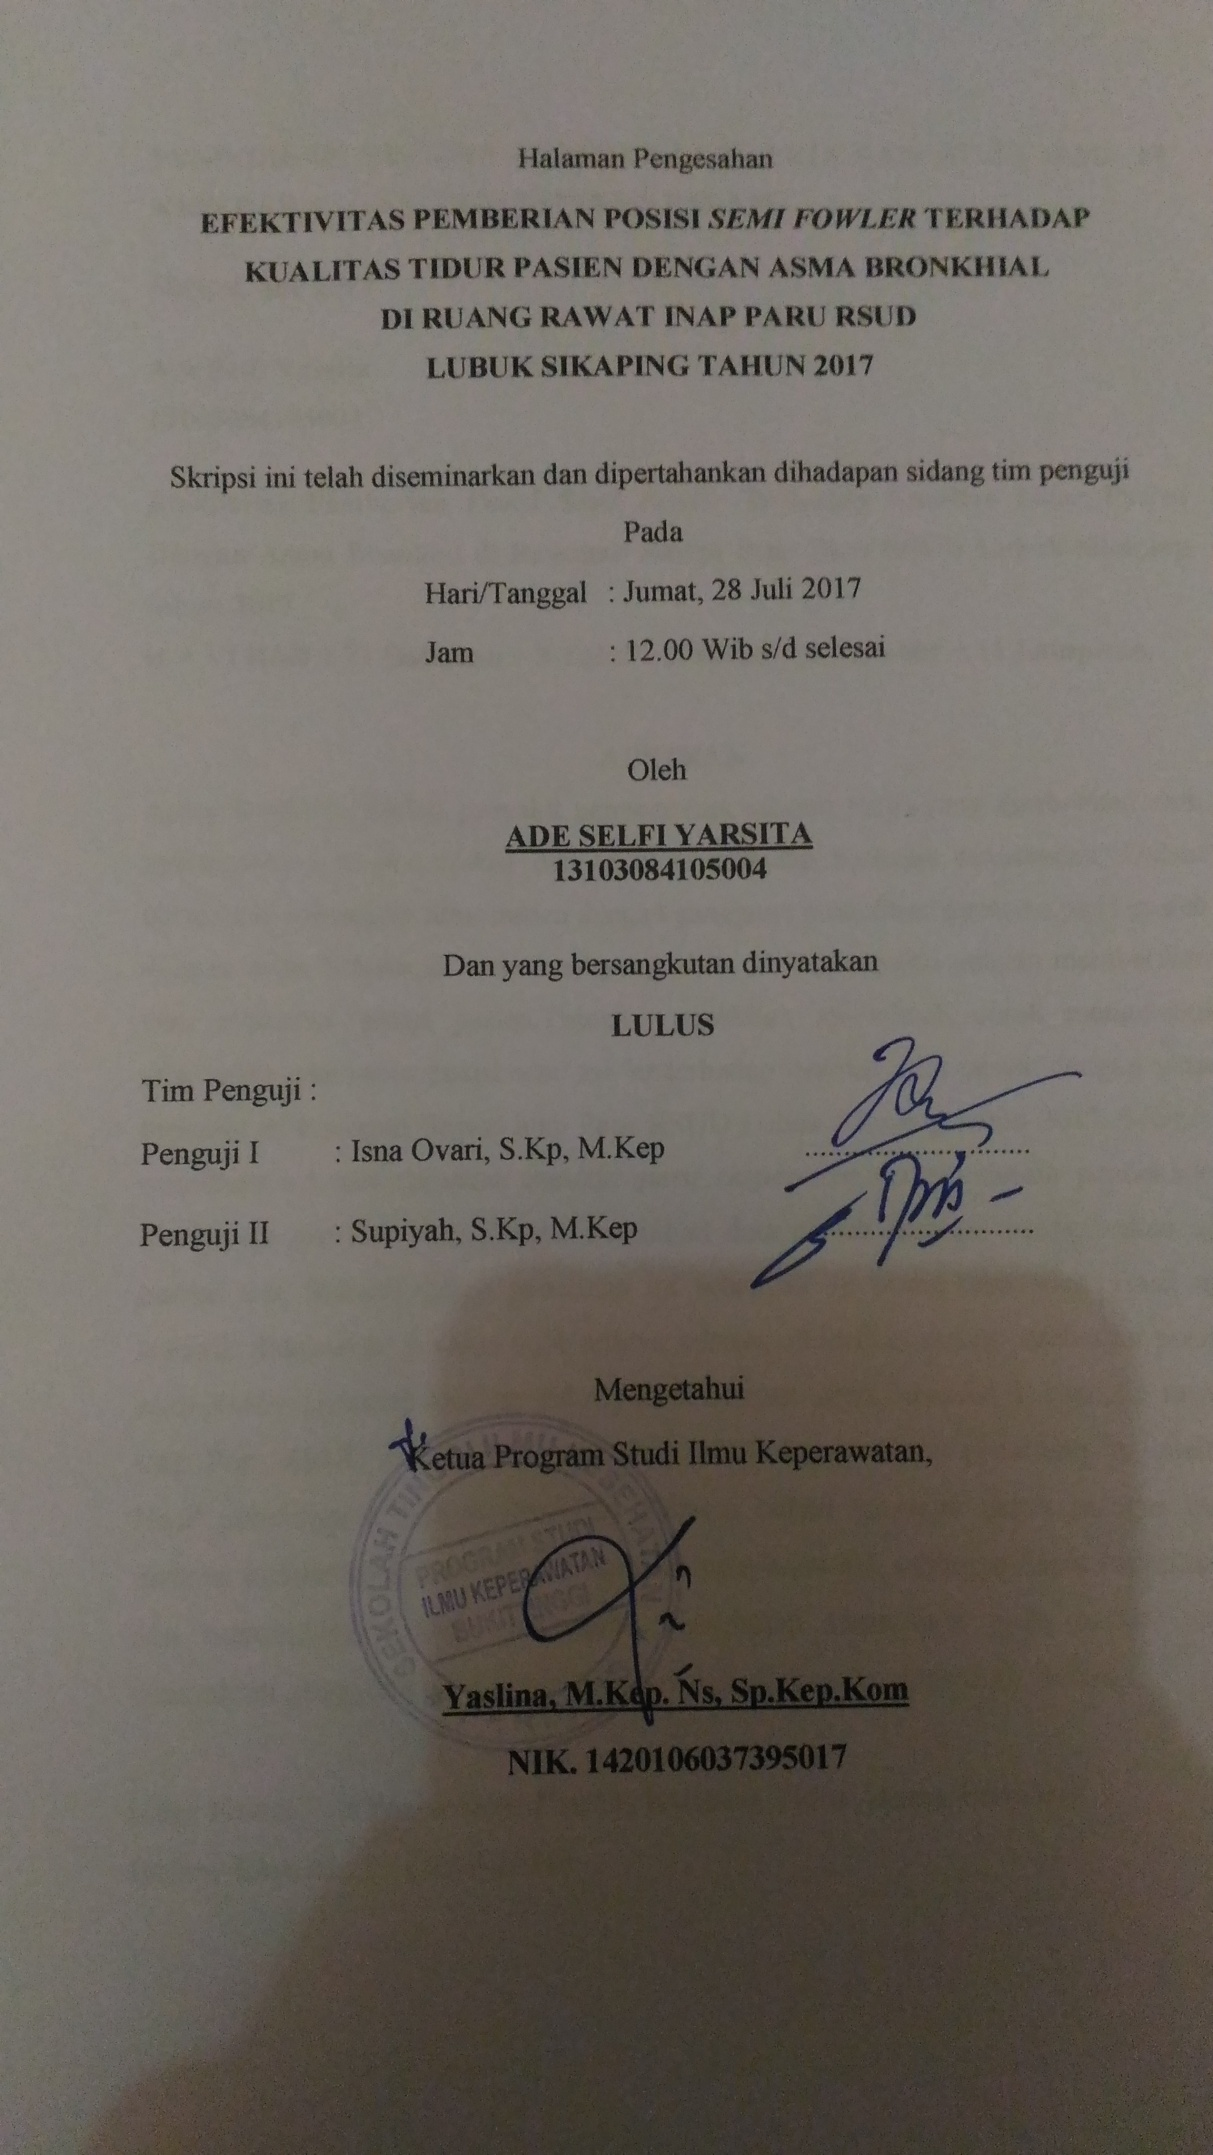 Halaman Pengesahan
EFEKTIVITAS PEMBERIAN POSISI SEMI FOWLER TERHADAP
KUALITAS TIDUR PASIEN DENGAN ASMA BRONKHIAL
DI RUANG RAWAT INAP PARU RSUD
LUBUK SIKAPING TAHUN 2017
Skripsi ini telah diseminarkan dan dipertahankan dihadapan sidang tim penguji
Pada
Hari/Tanggal : Jumat, 28 Juli 2017
Jam : 12.00 Wib s/d selesai
Oleh
ADE SELFI YARSITA
13103084105004
Dan yang bersangkutan dinyatakan
LULUS
Tim Penguji :
Penguji I : Isna Ovari, S.Kp, M.Kep
Penguji II : Supiyah, S.Kp, M.Kep
Mengetahui
Ketua Program Studi Ilmu Keperawatan,
SEKOLAH
PROGRAM STUDI
ILMU KEPERAWATAN
BUKITTINGGI
Yaslina, M.Kep. Ns, Sp.Kep.Kom
NIK. 1420106037395017